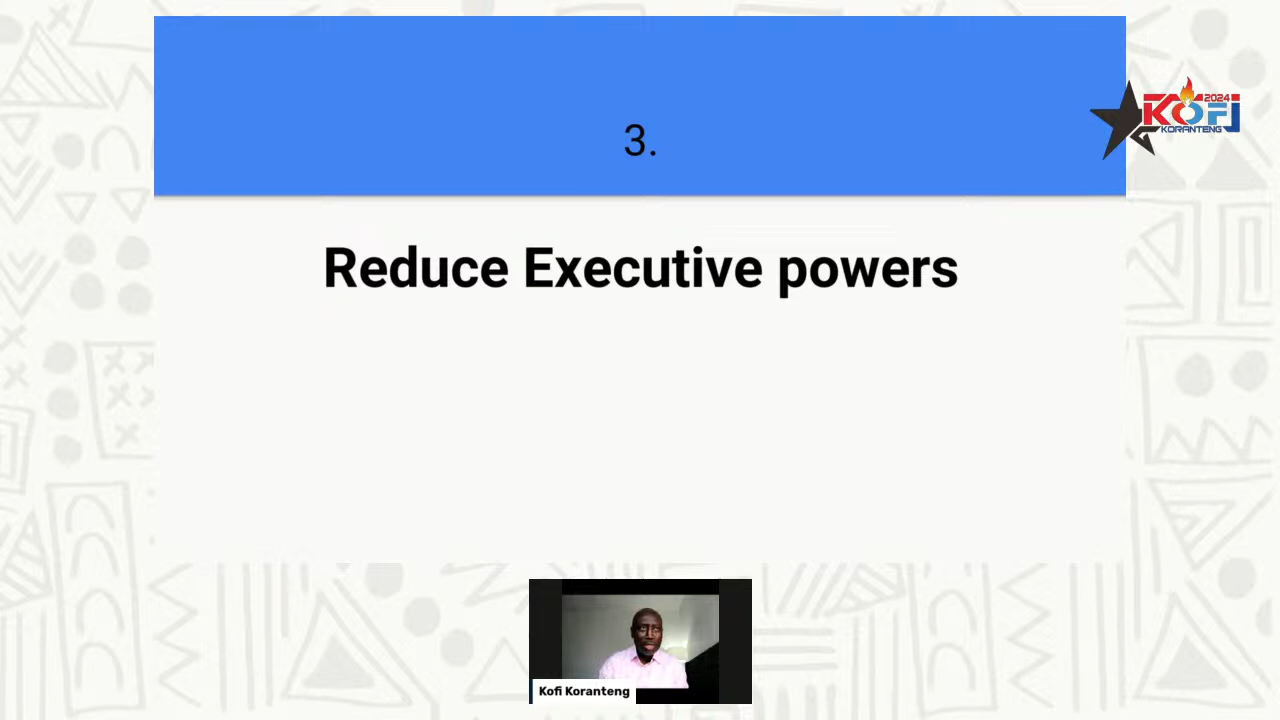 3.
2024
KOFI
KORANTENG
Reduce Executive powers
Kofi Koranteng